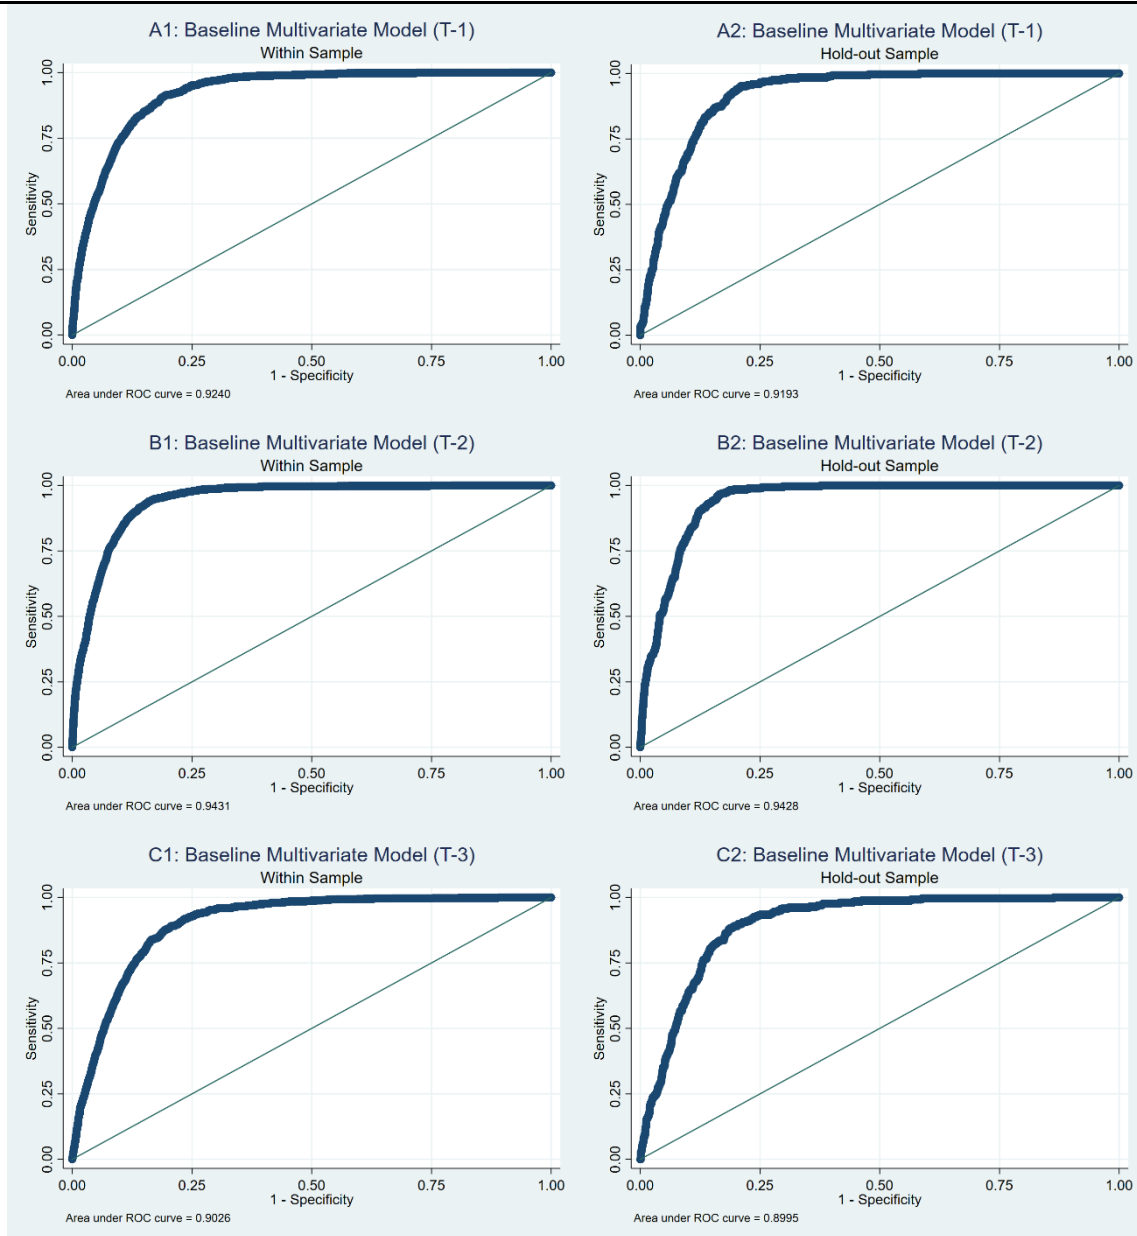 A1: Baseline Multivariate Model (T-1)
Within Sample
Sensitivity
1.00
0.75
0.50
0.25
0.00
0.00 0.25 0.50 0.75 1.00
1 - Specificity
Area under ROC curve = 0.9240
A2: Baseline Multivariate Model (T-1)
Hold-out Sample
Sensitivity
1.00
0.75
0.50
0.25
0.00
0.00 0.25 0.50 0.75 1.00
1 - Specificity
Area under ROC curve = 0.9193
B1: Baseline Multivariate Model (T-2)
Within Sample
Sensitivity
1.00
0.75
0.50
0.25
0.00
0.00 0.25 0.50 0.75 1.00
1 - Specificity
Area under ROC curve = 0.9431
B2: Baseline Multivariate Model (T-2)
Hold-out Sample
Sensitivity
1.00
0.75
0.50
0.25
0.00
0.00 0.25 0.50 0.75 1.00
1 - Specificity
Area under ROC curve = 0.9428
C1: Baseline Multivariate Model (T-3)
Within Sample
Sensitivity
1.00
0.75
0.50
0.25
0.00
0.00 0.25 0.50 0.75 1.00
1 - Specificity
Area under ROC curve = 0.9026
C2: Baseline Multivariate Model (T-3)
Hold-out Sample
Sensitivity
1.00
0.75
0.50
0.25
0.00
0.00 0.25 0.50 0.75 1.00
1 - Specificity
Area under ROC curve = 0.8995